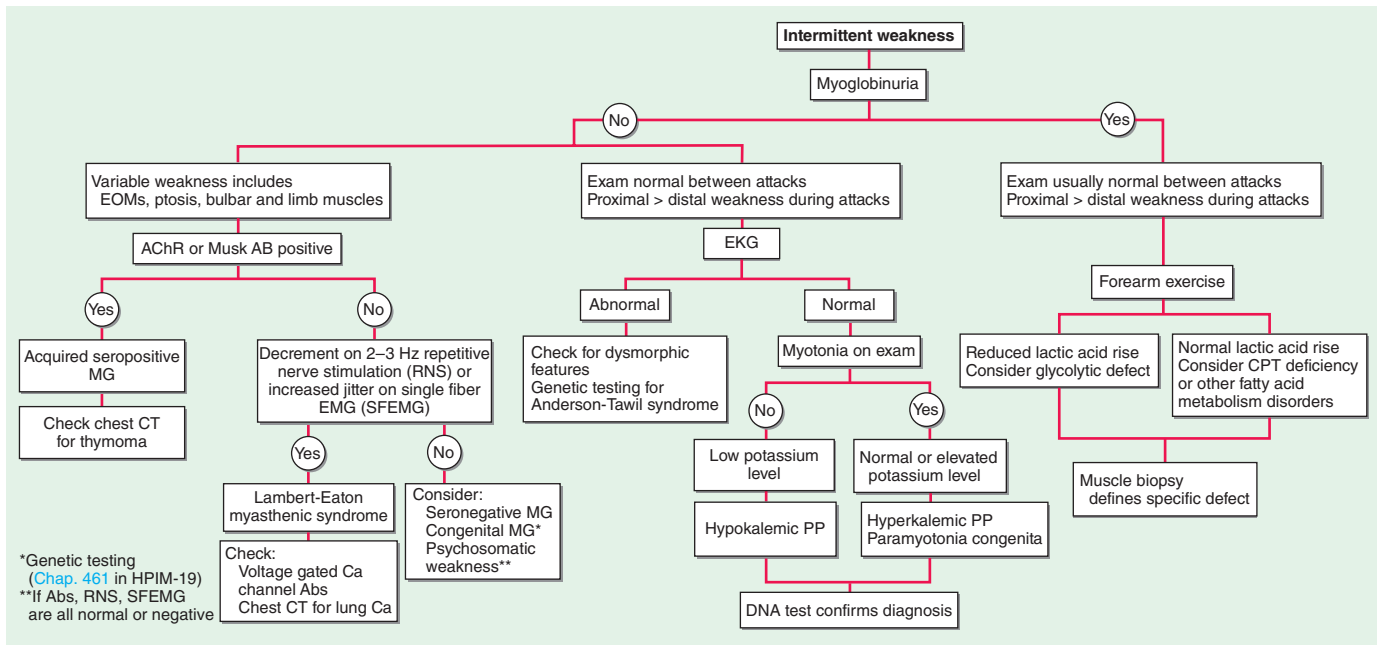 Intermittent weakness
Myoglobinuria
No
Yes
Variable weakness includes
EOMs, ptosis, bulbar and limb muscles
Exam normal between attacks
Proximal > distal weakness during attacks
Exam usually normal between attacks
Proximal > distal weakness during attacks
AChR or Musk AB positive
EKG
Forearm exercise
Yes
No
Abnormal
Normal
Acquired seropositive
MG
Decrement on 2–3 Hz repetitive
nerve stimulation (RNS) or
increased jitter on single fiber
EMG (SFEMG)
Check for dysmorphic
features
Genetic testing for
Anderson-Tawil syndrome
Myotonia on exam
Reduced lactic acid rise
Consider glycolytic defect
Normal lactic acid rise
Consider CPT deficiency
or other fatty acid
metabolism disorders
Check chest CT
for thymoma
No
Yes
Yes
No
Low potassium
level
Normal or elevated
potassium level
Muscle biopsy
defines specific defect
Lambert-Eaton
myasthenic syndrome
Consider:
Seronegative MG
Congenital MG*
Psychosomatic
weakness**
Hypokalemic PP
Hyperkalemic PP
Paramyotonia congenita
Check:
Voltage gated Ca
channel Abs
Chest CT for lung Ca
DNA test confirms diagnosis
*Genetic testing
(Chap. 461 in HPIM-19)
**If Abs, RNS, SFEMG
are all normal or negative